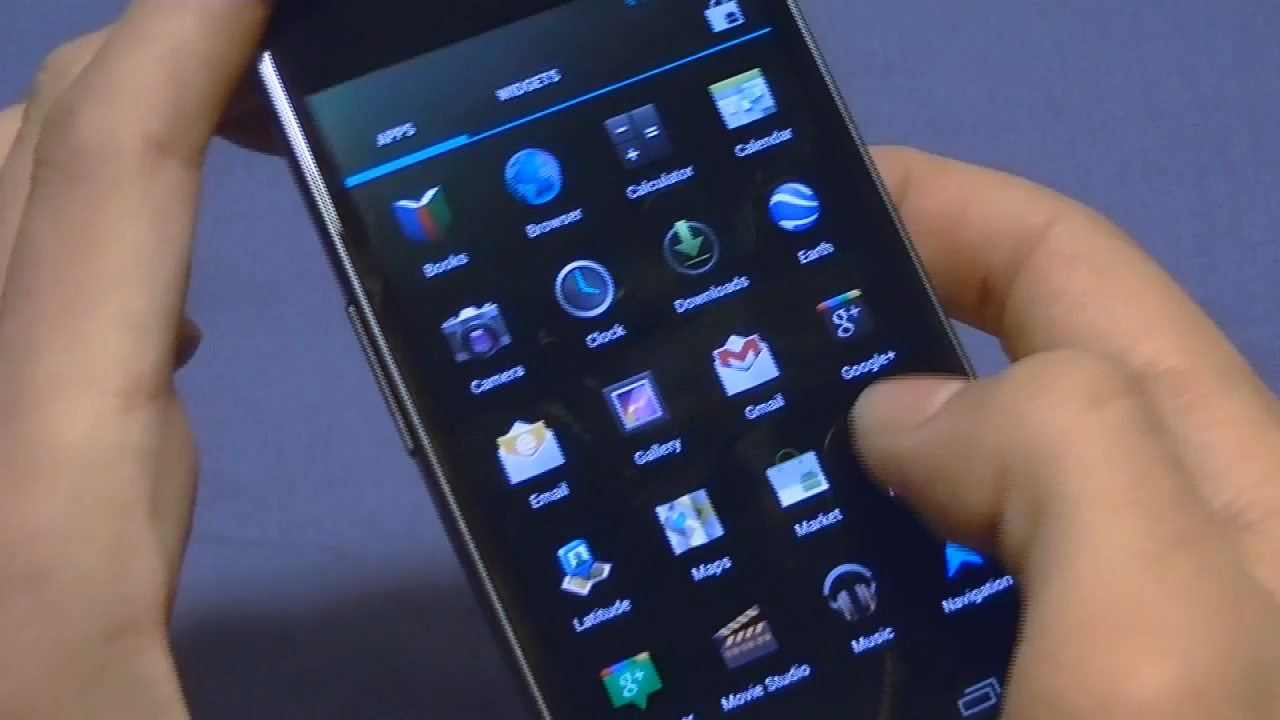 APPS WIDGETS
Books Browser Calculator Calendar
Camera Clock Downloads Earth
Email Gallery Gmail Google+
Latitude Maps Market
Movie Studio Music Navigation